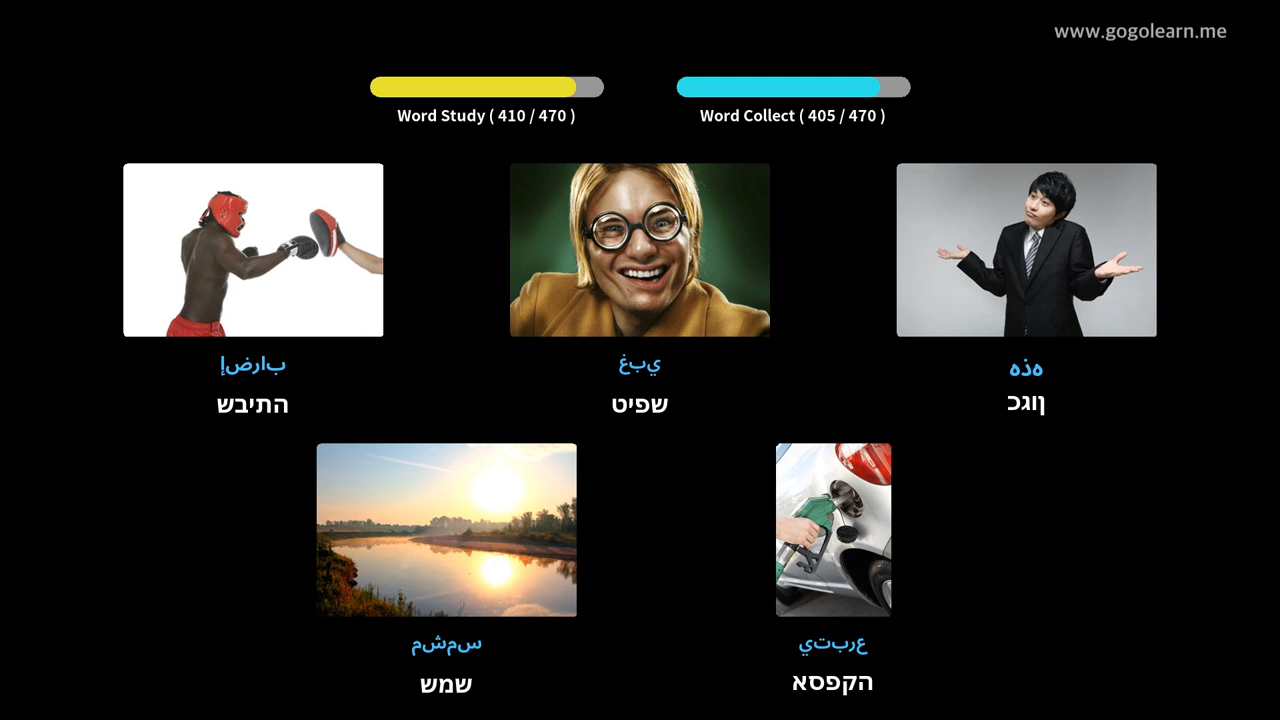 www.gogolearn.me
Word Study ( 410 / 470 )
Word Collect ( 405 / 470 )
بارضإ
התיבש
يبغ
שפיט
هذه
ןוגכ
سمشم
שמש
عربتي
הקפסא